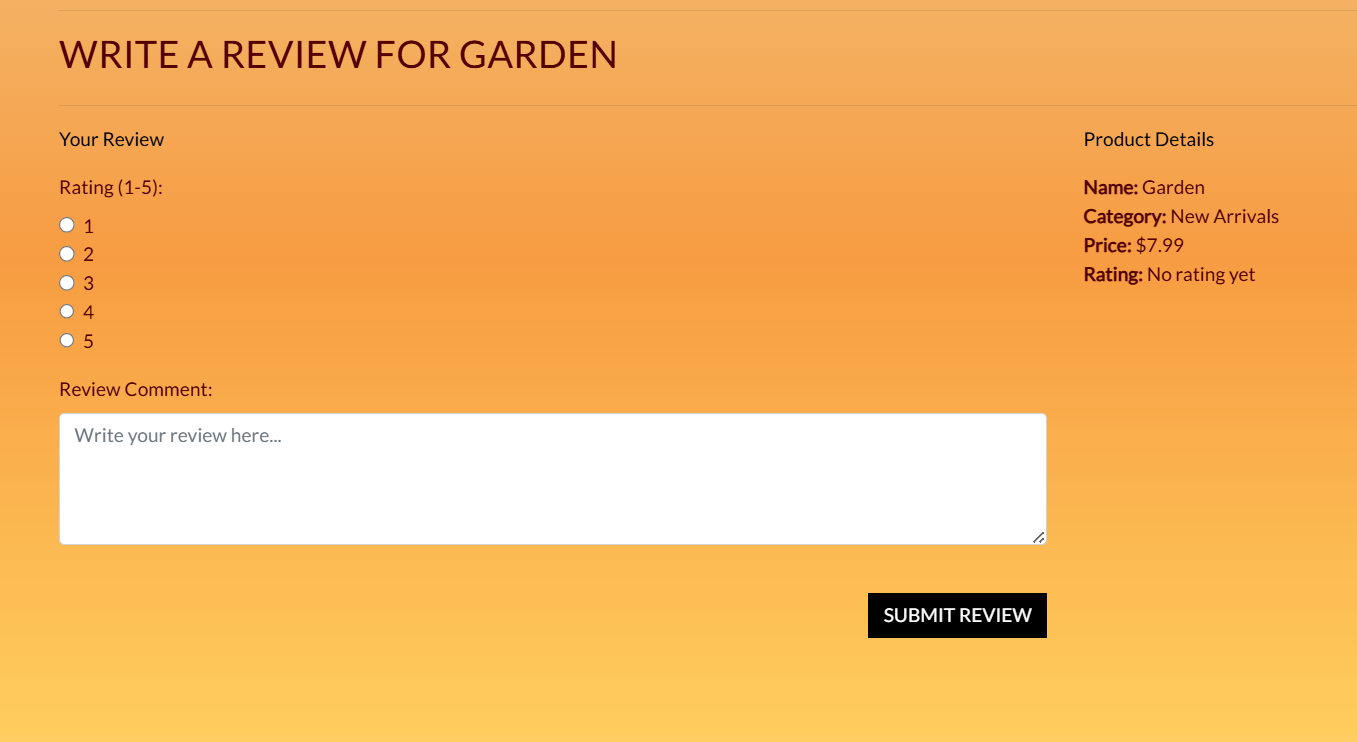 WRITE A REVIEW FOR GARDEN
Your Review
Rating (1-5):
1
2
3
4
5
Review Comment:
Write your review here...
SUBMIT REVIEW
Product Details
Name: Garden
Category: New Arrivals
Price: $7.99
Rating: No rating yet